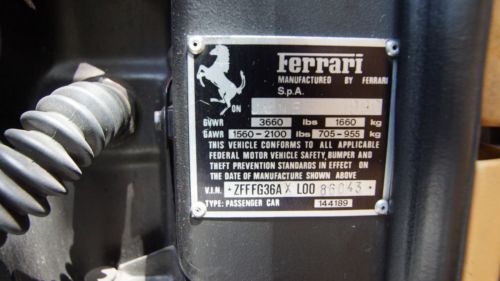 Ferrari
MANUFACTURED BY FERRARI
S.p.A.
ON
GVWR 3660 lbs 1660 kg
GAWR 1560-2100 lbs 705-955 kg
THIS VEHICLE CONFORMS TO ALL APPLICABLE
FEDERAL MOTOR VEHICLE SAFETY, BUMPER AND
THEFT PREVENTION STANDARDS IN EFFECT ON
THE DATE OF MANUFACTURE SHOWN ABOVE
V.I.N. *ZFFFG36A X L00 86043*
TYPE: PASSENGER CAR 144189